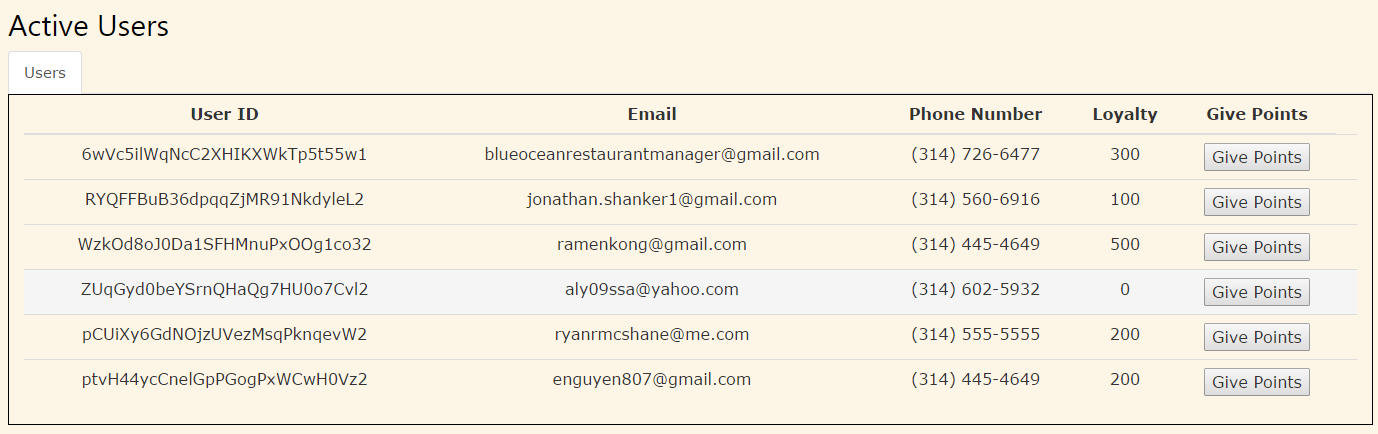 Active Users
Users
User ID Email Phone Number Loyalty Give Points
6wVc5ilWqNcC2XHIKXWkTp5t55w1 blueoceanrestaurantmanager@gmail.com (314) 726-6477 300 Give Points
RYQFFBuB36dpqqZjMR91NkdyleL2 jonathan.shanker1@gmail.com (314) 560-6916 100 Give Points
WzkOd8oJ0Da1SFHMnuPxOOg1co32 ramenkong@gmail.com (314) 445-4649 500 Give Points
ZUqGyd0beYSrnQHaQg7HU0o7Cvl2 aly09ssa@yahoo.com (314) 602-5932 0 Give Points
pCUiXy6GdNOjzUVezMsqPknqevW2 ryanrmcshane@me.com (314) 555-5555 200 Give Points
ptvH44ycCnelGpPGogPxWCwH0Vz2 enguyen807@gmail.com (314) 445-4649 200 Give Points